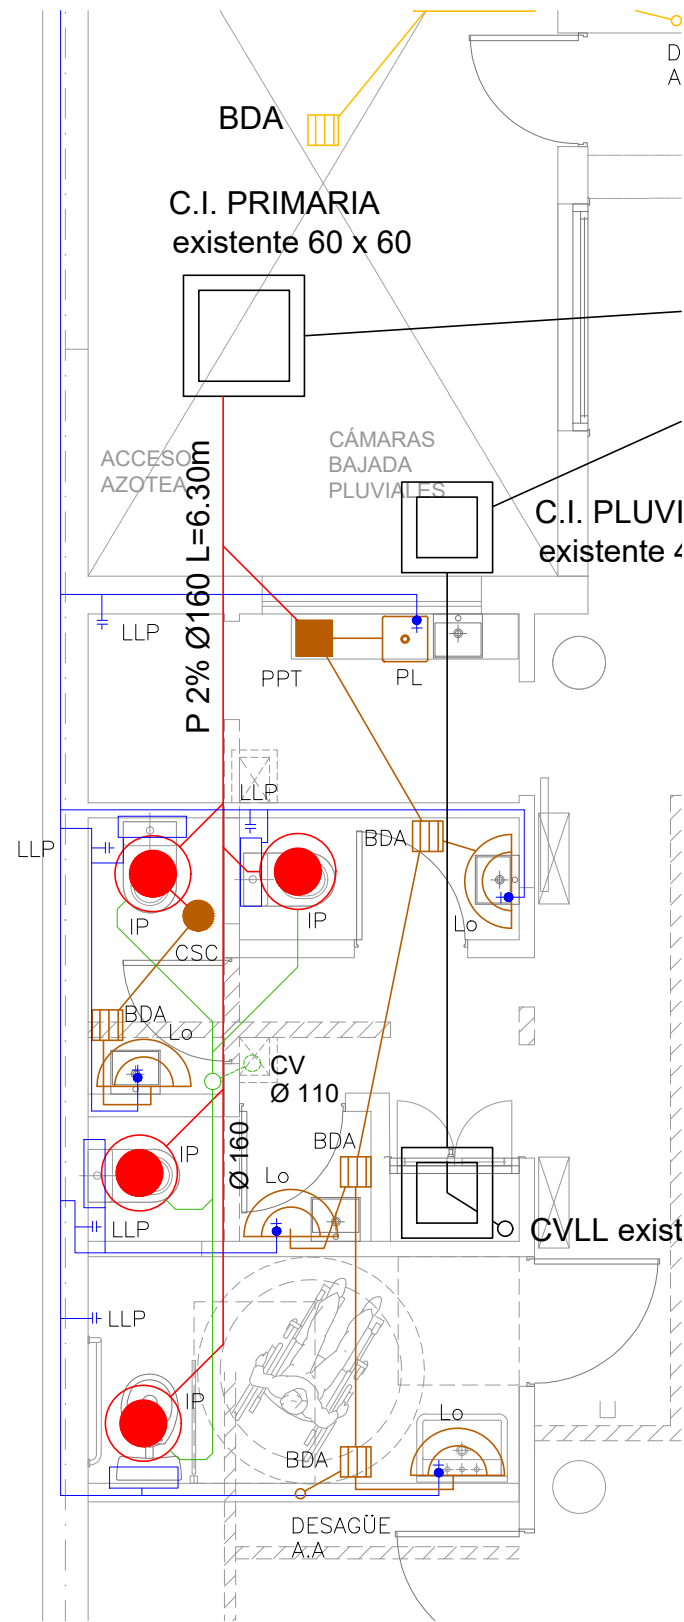 D
A
BDA
C.I. PRIMARIA
existente 60 x 60
ACCESO
AZOTEA
CÁMARAS
BAJADA
PLUVIALES
P 2% Ø160 L=6.30m
C.I. PLUVI
existente 4
LLP
PPT
PL
LLP
LLP
BDA
IP
IP
Lo
CSC
BDA
Lo
CV
Ø 110
Ø 160
BDA
IP
Lo
LLP
CVLL exist
LLP
IP
Lo
BDA
DESAGÜE
A.A